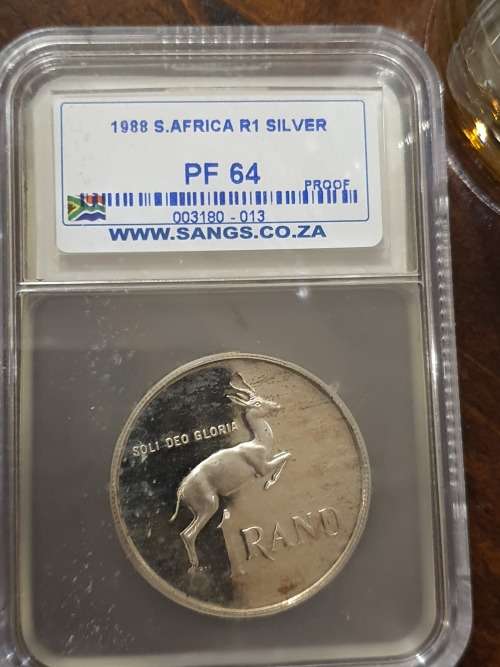 1988 S.AFRICA R1 SILVER
PF 64
PROOF
003180 - 013
WWW.SANGS.CO.ZA
SOLI DEO GLORIA
RAND